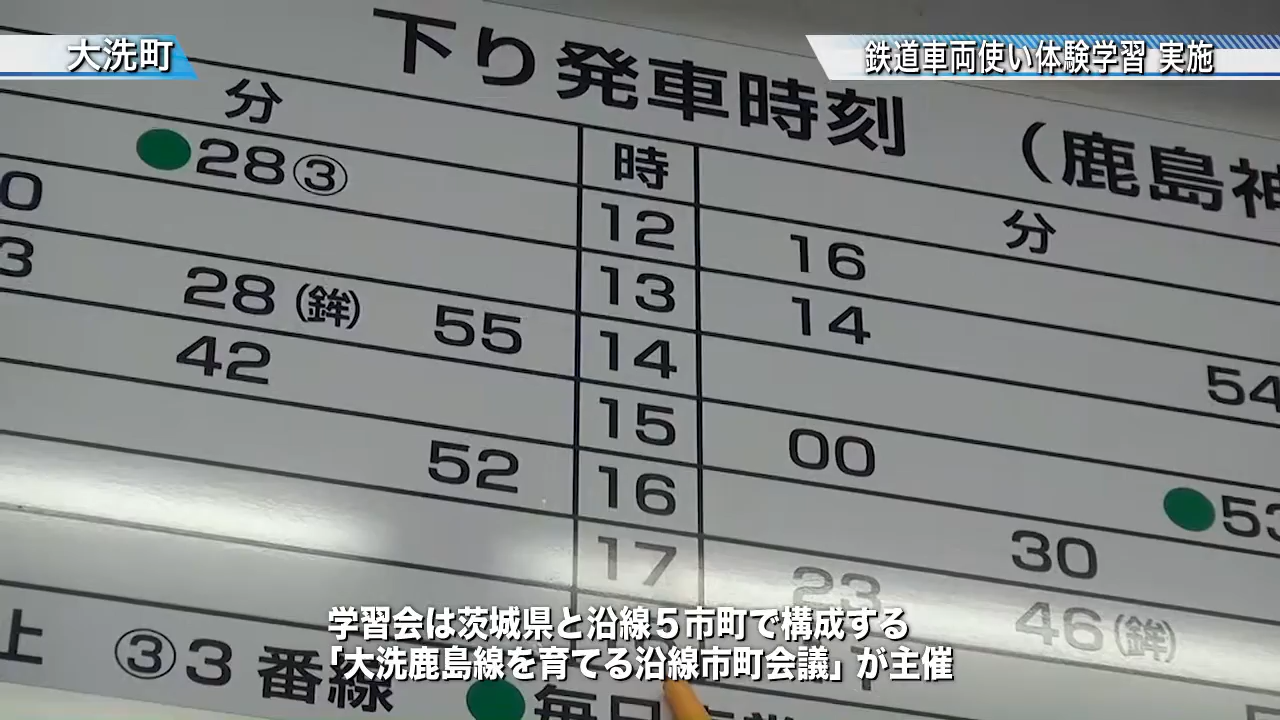 大洗町
鉄道車両使い体験学習 実施
下り発車時刻 (鹿島神
分 時 分
28③ 12 16
13 14
28(鉾) 55 14 54
42 15 00
52 16 30
17 23 46(鉾)
③3番線
学習会は茨城県と沿線5市町で構成する
「大洗鹿島線を育てる沿線市町会議」が主催